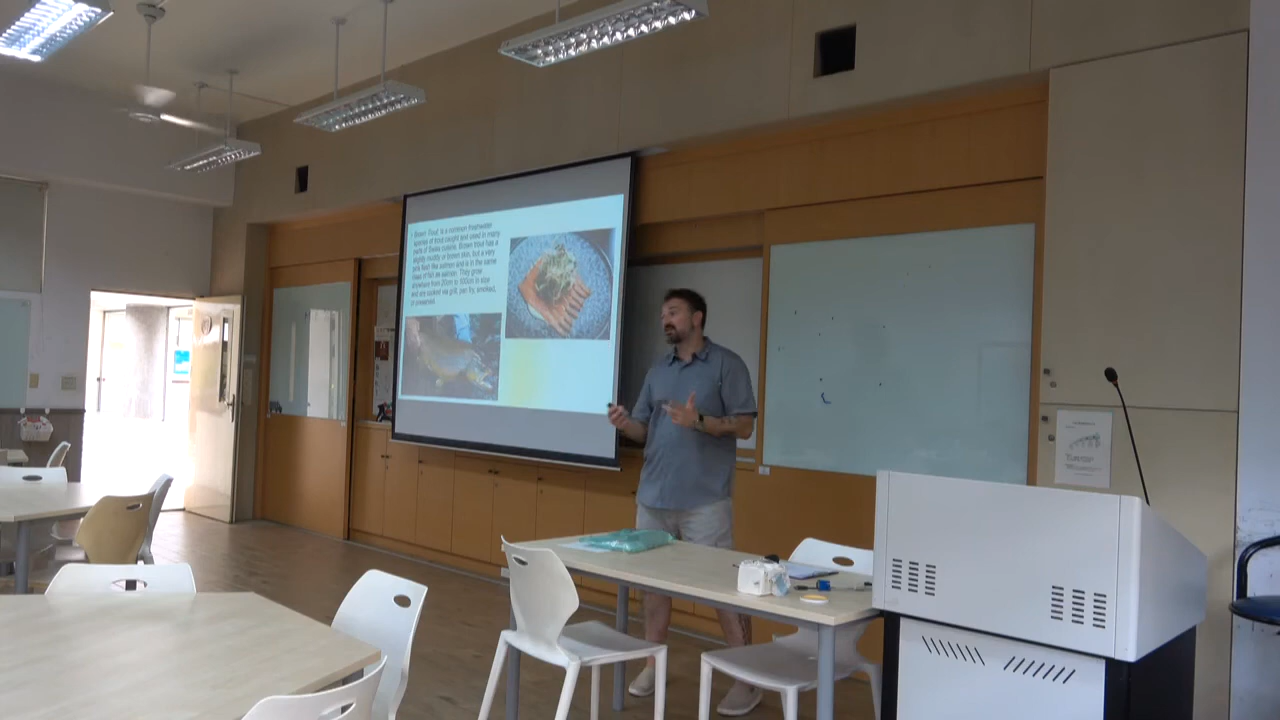 Brown Trout is a common freshwater
species of trout caught and used in many
parts of Swiss cuisine. Brown trout has a
slightly muddy or brown skin, but a very
pink flesh like salmon and is in the same
class of fish as salmon. They grow
anywhere from 20cm to 100cm in size
and are cooked via grill, pan fry, smoked,
or preserved.